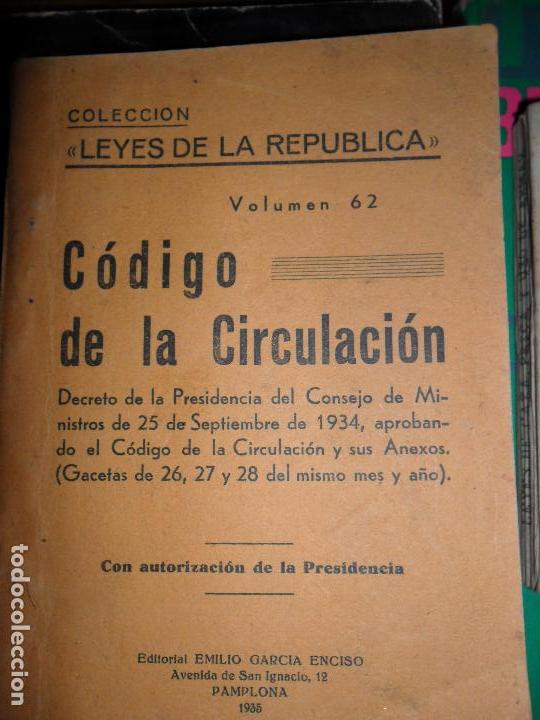 COLECCION
«LEYES DE LA REPUBLICA»
Volumen 62
Código
de la Circulación
Decreto de la Presidencia del Consejo de Mi-
nistros de 25 de Septiembre de 1934, aproban-
do el Código de la Circulación y sus Anexos.
(Gacetas de 26, 27 y 28 del mismo mes y año).
Con autorización de la Presidencia
Editorial EMILIO GARCIA ENCISO
Avenida de San Ignacio, 12
PAMPLONA
1935
todocoleccion.net